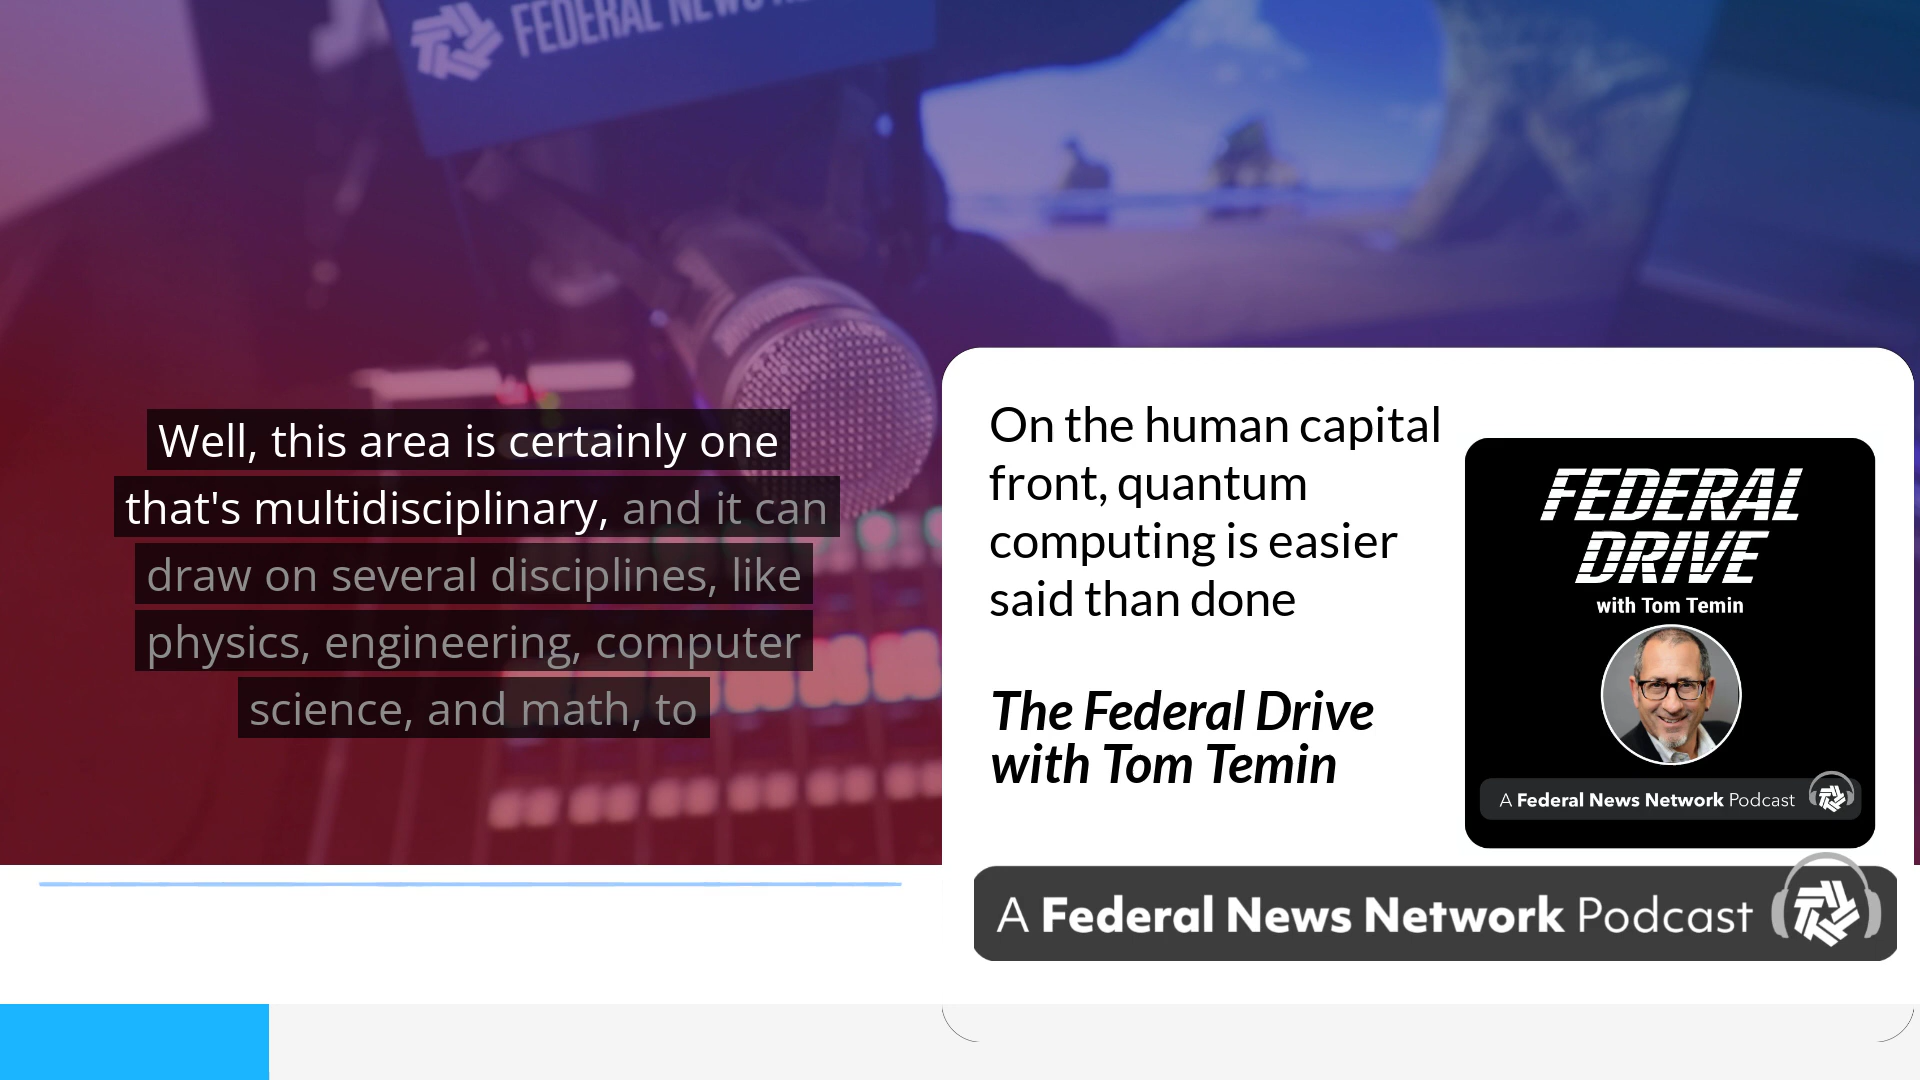 FEDERAL NEWS
Well, this area is certainly one
that's multidisciplinary, and it can
draw on several disciplines, like
physics, engineering, computer
science, and math, to
On the human capital
front, quantum
computing is easier
said than done
The Federal Drive
with Tom Temin
FEDERAL
DRIVE
with Tom Temin
A Federal News Network Podcast
A Federal News Network Podcast